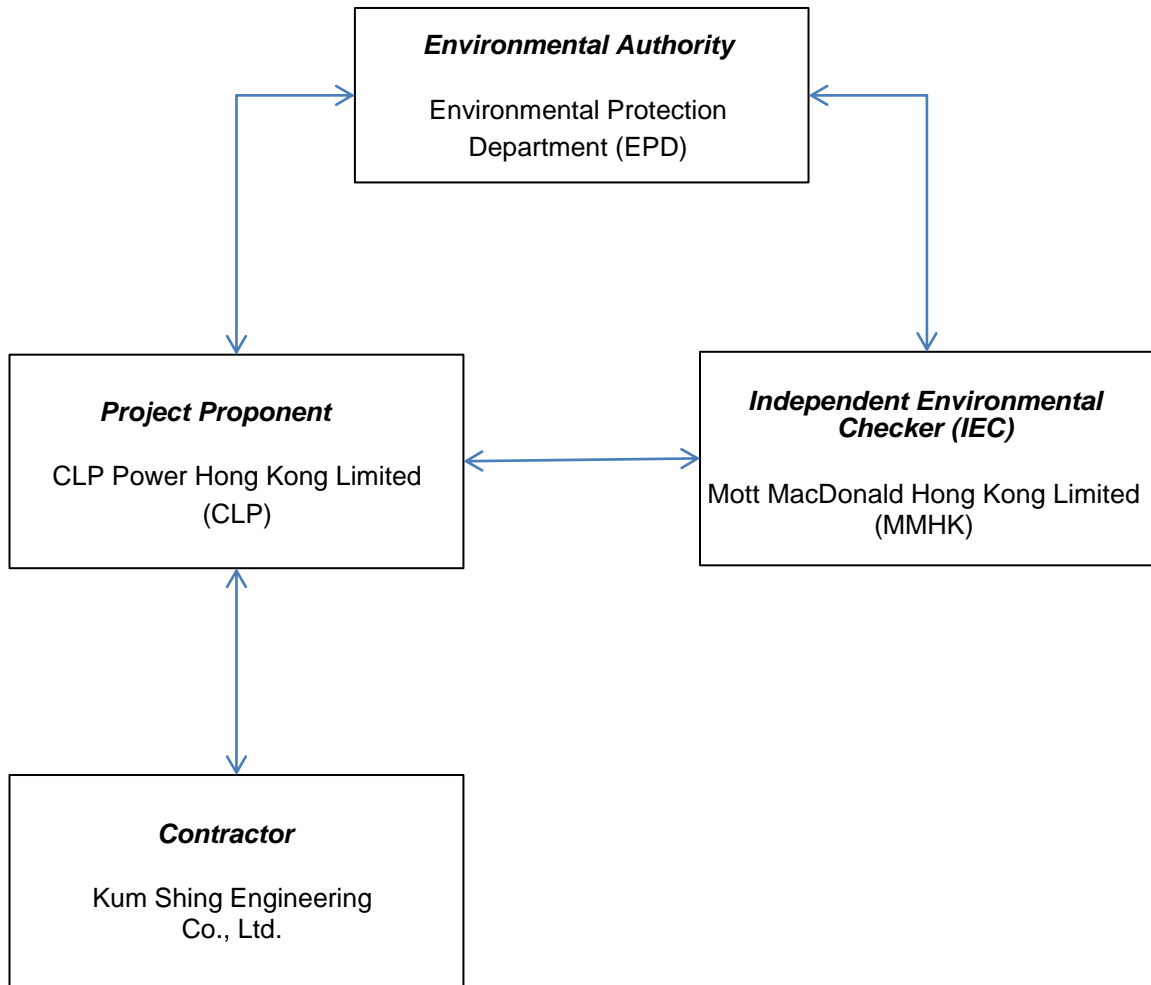 Environmental Authority
Environmental Protection
Department (EPD)
Project Proponent
CLP Power Hong Kong Limited
(CLP)
Independent Environmental
Checker (IEC)
Mott MacDonald Hong Kong Limited
(MMHK)
Contractor
Kum Shing Engineering
Co., Ltd.